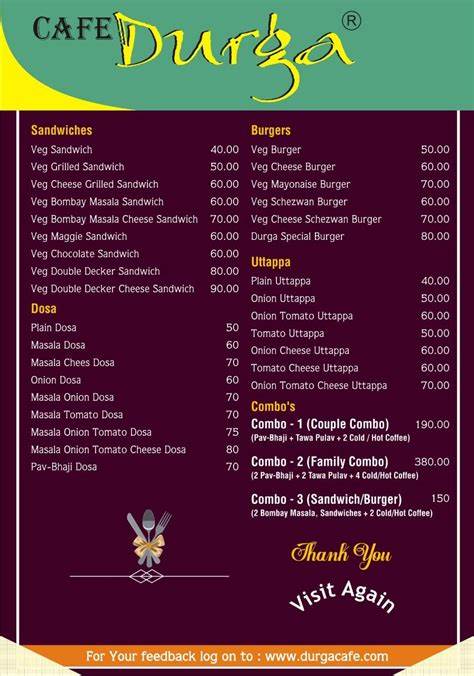 CAFE Durga ®
Sandwiches
Veg Sandwich 40.00
Veg Grilled Sandwich 50.00
Veg Cheese Grilled Sandwich 60.00
Veg Bombay Masala Sandwich 60.00
Veg Bombay Masala Cheese Sandwich 70.00
Veg Maggie Sandwich 60.00
Veg Chocolate Sandwich 60.00
Veg Double Decker Sandwich 80.00
Veg Double Decker Cheese Sandwich 90.00
Dosa
Plain Dosa 50
Masala Dosa 60
Masala Chees Dosa 70
Onion Dosa 60
Masala Onion Dosa 70
Masala Tomato Dosa 70
Masala Onion Tomato Dosa 75
Masala Onion Tomato Cheese Dosa 80
Pav-Bhaji Dosa 70
Burgers
Veg Burger 50.00
Veg Cheese Burger 60.00
Veg Mayonaise Burger 70.00
Veg Schezwan Burger 60.00
Veg Cheese Schezwan Burger 70.00
Durga Special Burger 80.00
Uttappa
Plain Uttappa 40.00
Onion Uttappa 50.00
Onion Tomato Uttappa 60.00
Tomato Uttappa 50.00
Onion Cheese Uttappa 60.00
Tomato Cheese Uttappa 60.00
Onion Tomato Cheese Uttappa 70.00
Combo's
Combo - 1 (Couple Combo) 190.00
(Pav-Bhaji + Tawa Pulav + 2 Cold / Hot Coffee)
Combo - 2 (Family Combo) 380.00
(2 Pav-Bhaji + 2 Tawa Pulav + 4 Cold/Hot Coffee)
Combo - 3 (Sandwich/Burger) 150
(2 Bombay Masala, Sandwiches + 2 Cold/Hot Coffee)
Thank You
Visit Again
For Your feedback log on to : www.durgacafe.com